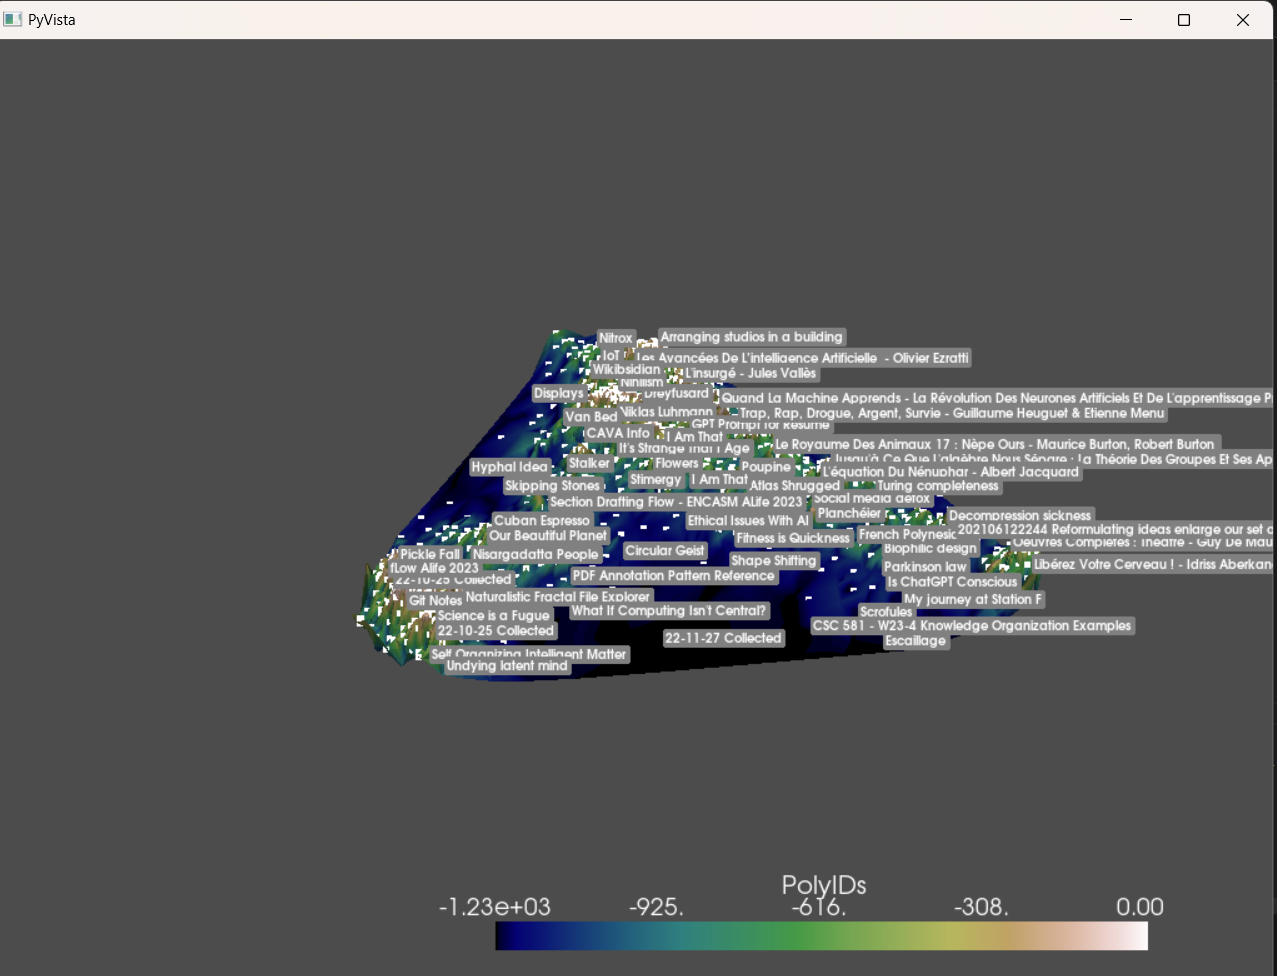 PyVista
Nitrox
Arranging studios in a building
IoT
Les Avancées De L'intelligence Artificielle - Olivier Ezratti
Wikibsidian
L'insurgé - Jules Vallès
Nihilism
Displays
Dreyfusard
Quand La Machine Apprends - La Révolution Des Neurones Artificiels Et De L'apprentissage P
Van Bed
Niklas Luhmann
Trap, Rap, Drogue, Argent, Survie - Guillaume Heuguet & Etienne Menu
GPT Prompt for Resume
CAVA Info
I Am That
Le Royaume Des Animaux 17 : Nèpe Ours - Maurice Burton, Robert Burton
It's Strange that I Age
Jusqu'à Ce Que L'algèbre Nous Sépare : La Théorie Des Groupes Et Ses Ap
Hyphal Idea
Stalker
Flowers
Poupine
L'équation Du Nénuphar - Albert Jacquard
Skipping Stones
Stimergy
I Am That
Atlas Shrugged
Turing completeness
Section Drafting Flow - ENCASM ALife 2023
Social media detox
Planchéier
Decompression sickness
Cuban Espresso
Ethical Issues With AI
202106122244 Reformulating ideas enlarge our set o
Our Beautiful Planet
Fitness is Quickness
French Polynesic
Oeuvres Complètes : Théâtre - Guy De Mau
Pickle Fall
Nisargadatta People
Circular Geist
Biophilic design
fLow Alife 2023
Shape Shifting
Parkinson law
Libérez Votre Cerveau ! - Idriss Aberkan
22-10-25 Collected
PDF Annotation Pattern Reference
Is ChatGPT Conscious
Git Notes
Naturalistic Fractal File Explorer
My journey at Station F
Science is a Fugue
What If Computing Isn't Central?
Scrofules
22-10-25 Collected
22-11-27 Collected
CSC 581 - W23-4 Knowledge Organization Examples
Escaillage
Self Organizing Intelligent Matter
Undying latent mind
PolyIDs
-1.23e+03 -925. -616. -308. 0.00